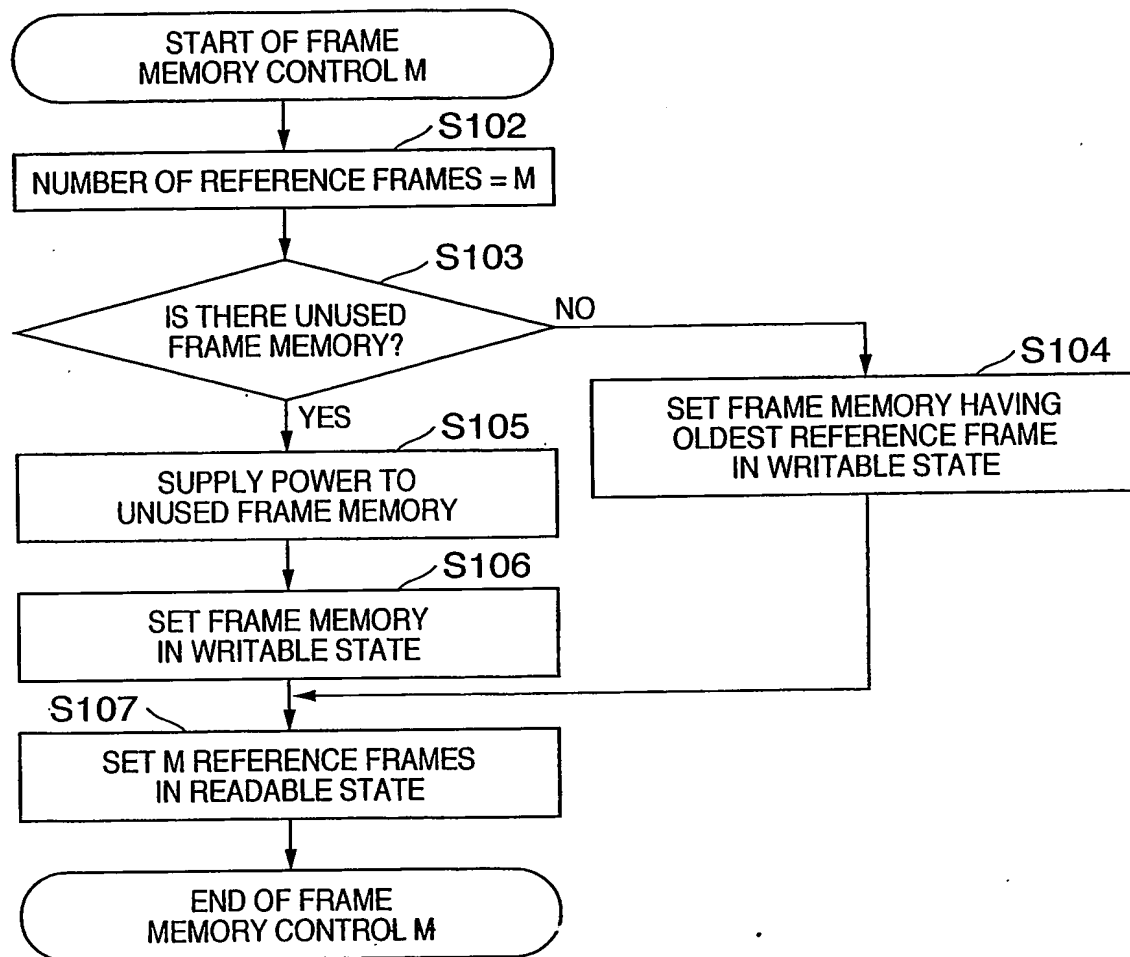 START OF FRAME
MEMORY CONTROL M
S102
NUMBER OF REFERENCE FRAMES = M
S103
IS THERE UNUSED
FRAME MEMORY?
NO
YES
S104
SET FRAME MEMORY HAVING
OLDEST REFERENCE FRAME
IN WRITABLE STATE
S105
SUPPLY POWER TO
UNUSED FRAME MEMORY
S106
SET FRAME MEMORY
IN WRITABLE STATE
S107
SET M REFERENCE FRAMES
IN READABLE STATE
END OF FRAME
MEMORY CONTROL M